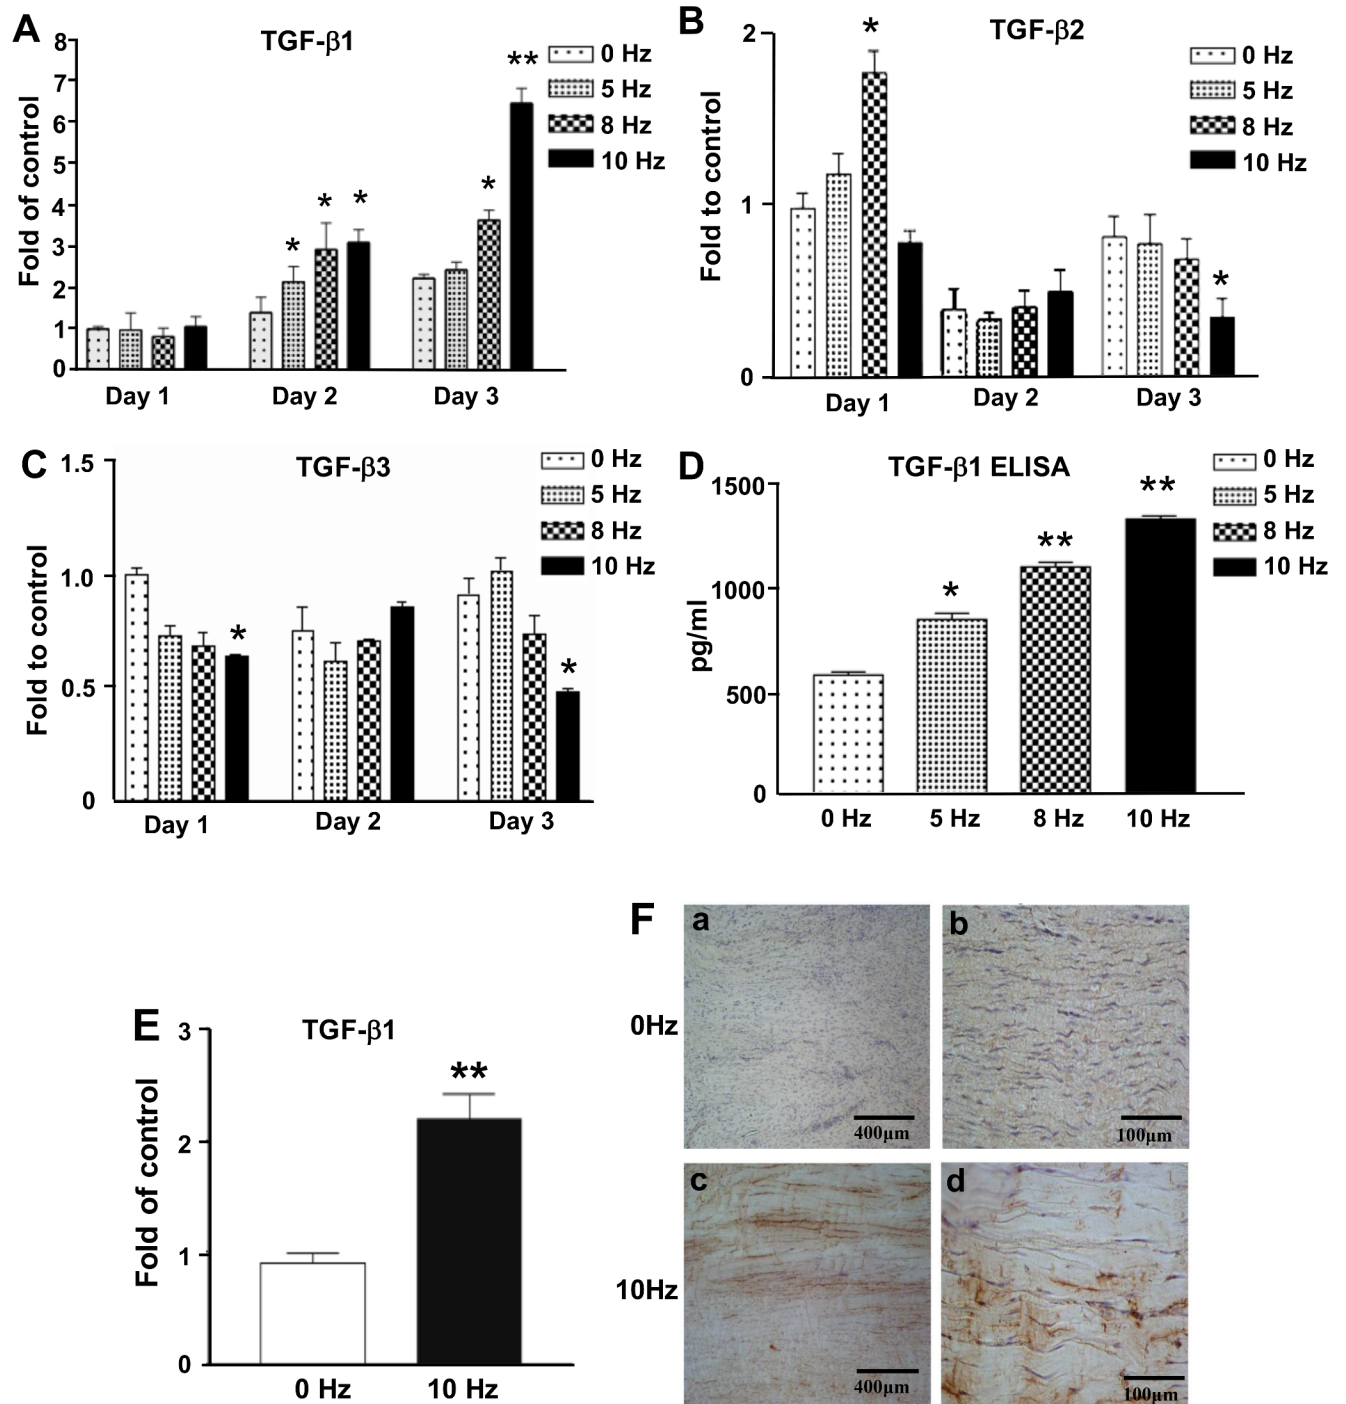 A
TGF-β1
Fold of control
8
7
6
5
4
3
2
1
0
**
*
*
*
*
0 Hz
5 Hz
8 Hz
10 Hz
Day 1
Day 2
Day 3
B
TGF-β2
Fold to control
2
1
0
*
*
0 Hz
5 Hz
8 Hz
10 Hz
Day 1
Day 2
Day 3
C
TGF-β3
Fold to control
1.5
1.0
0.5
0
*
*
0 Hz
5 Hz
8 Hz
10 Hz
Day 1
Day 2
Day 3
D
TGF-β1 ELISA
pg/ml
1500
1000
500
0
*
**
**
0 Hz
5 Hz
8 Hz
10 Hz
0 Hz
5 Hz
8 Hz
10 Hz
E
TGF-β1
Fold of control
3
2
1
0
**
0 Hz
10 Hz
F
0Hz
a
400µm
b
100µm
10Hz
c
400µm
d
100µm